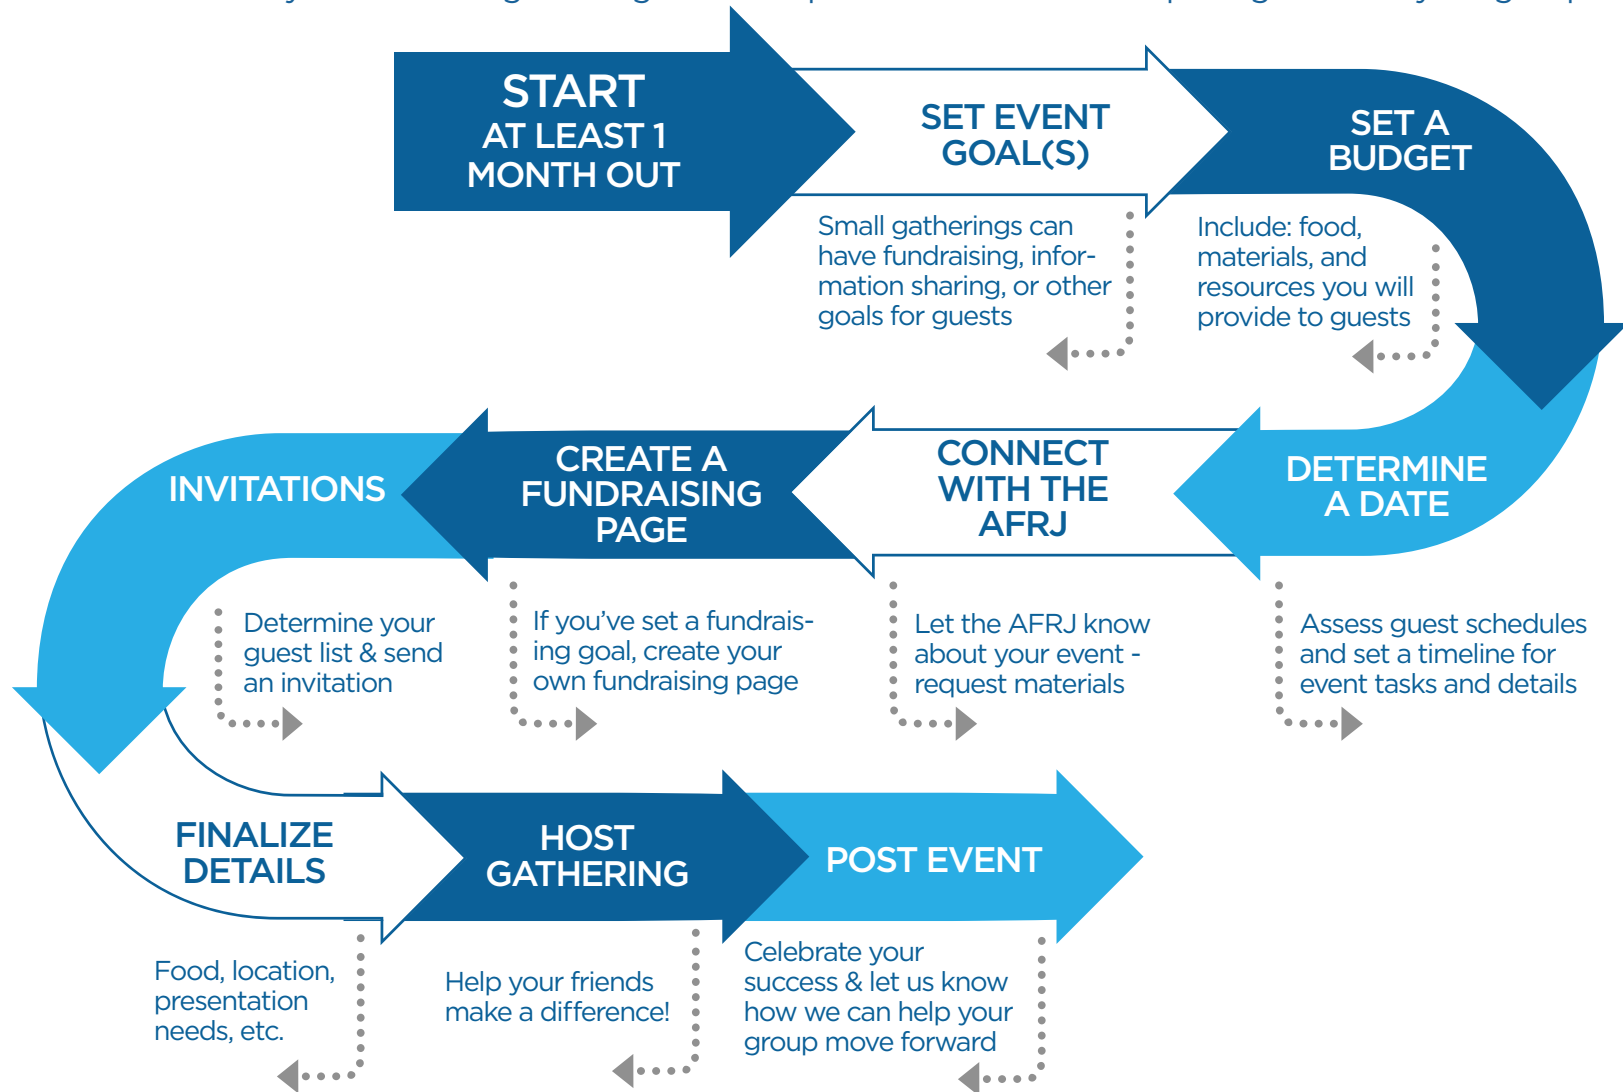 START
AT LEAST 1
MONTH OUT
SET EVENT
GOAL(S)
SET A
BUDGET
Small gatherings can
have fundraising, infor-
mation sharing, or other
goals for guests
Include: food,
materials, and
resources you will
provide to guests
DETERMINE
A DATE
CONNECT
WITH THE
AFRJ
CREATE A
FUNDRAISING
PAGE
INVITATIONS
Assess guest schedules
and set a timeline for
event tasks and details
Let the AFRJ know
about your event -
request materials
If you’ve set a fundrais-
ing goal, create your
own fundraising page
Determine your
guest list & send
an invitation
FINALIZE
DETAILS
HOST
GATHERING
POST EVENT
Food, location,
presentation
needs, etc.
Help your friends
make a difference!
Celebrate your
success & let us know
how we can help your
group move forward